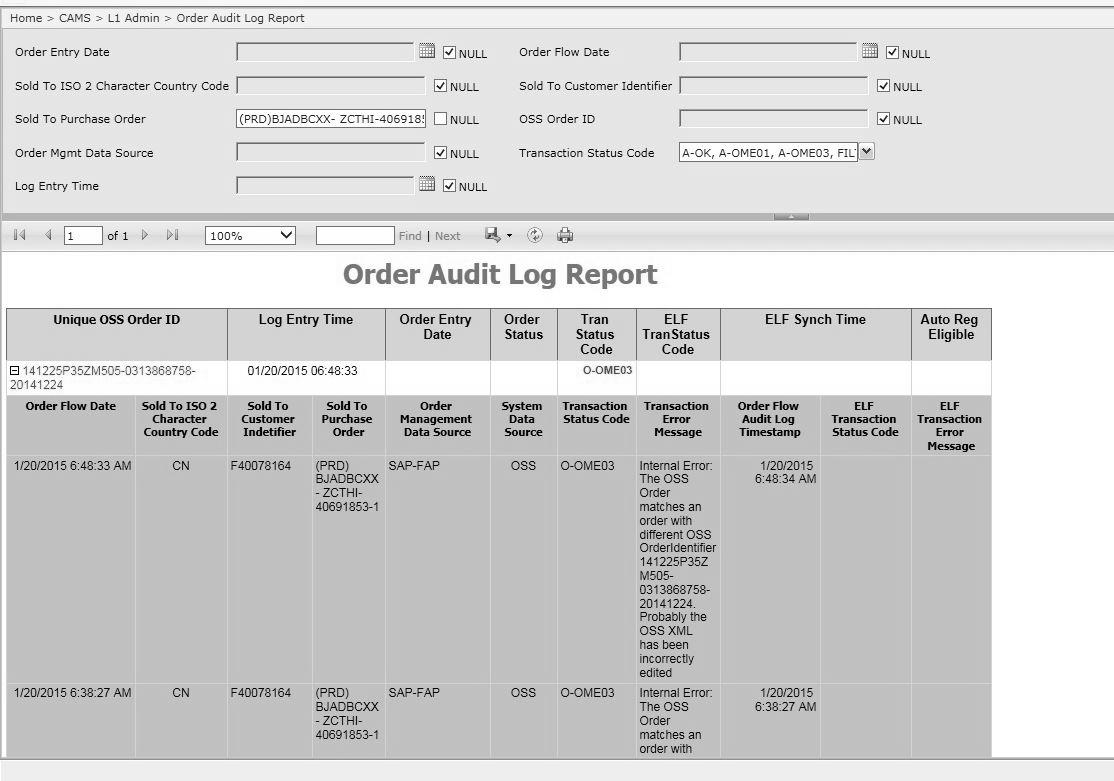 Home > CAMS > L1 Admin > Order Audit Log Report
Order Entry Date NULL Order Flow Date NULL
Sold To ISO 2 Character Country Code NULL Sold To Customer Identifier NULL
Sold To Purchase Order (PRD)BJADBCXX- ZCTHI-4069185 NULL OSS Order ID NULL
Order Mgmt Data Source NULL Transaction Status Code A-OK, A-OME01, A-OME03, FIL
Log Entry Time NULL
1 of 1 100% Find | Next
Order Audit Log Report
Unique OSS Order ID Log Entry Time Order Entry Order Tran ELF ELF Synch Time Auto Reg
Date Status Status TranStatus Eligible
Code Code
141225P35ZM505-0313868758- 01/20/2015 06:48:33 O-OME03
20141224
Order Flow Date Sold To ISO 2 Sold To Sold To Order System Transaction Transaction Order Flow ELF ELF
Character Customer Purchase Management Data Status Code Error Audit Log Transaction Transaction
Country Code Indetifier Order Data Source Source Message Timestamp Status Code Error
Message
1/20/2015 6:48:33 AM CN F40078164 (PRD) SAP-FAP OSS O-OME03 Internal Error: 1/20/2015
BJADBCXX The OSS 6:48:34 AM
- ZCTHI- Order
40691853-1 matches an
order with
different OSS
OrderIdentifier
141225P35Z
M505-
0313868758-
20141224.
Probably the
OSS XML
has been
incorrectly
edited
1/20/2015 6:38:27 AM CN F40078164 (PRD) SAP-FAP OSS O-OME03 Internal Error: 1/20/2015
BJADBCXX The OSS 6:38:27 AM
- ZCTHI- Order
40691853-1 matches an
order with